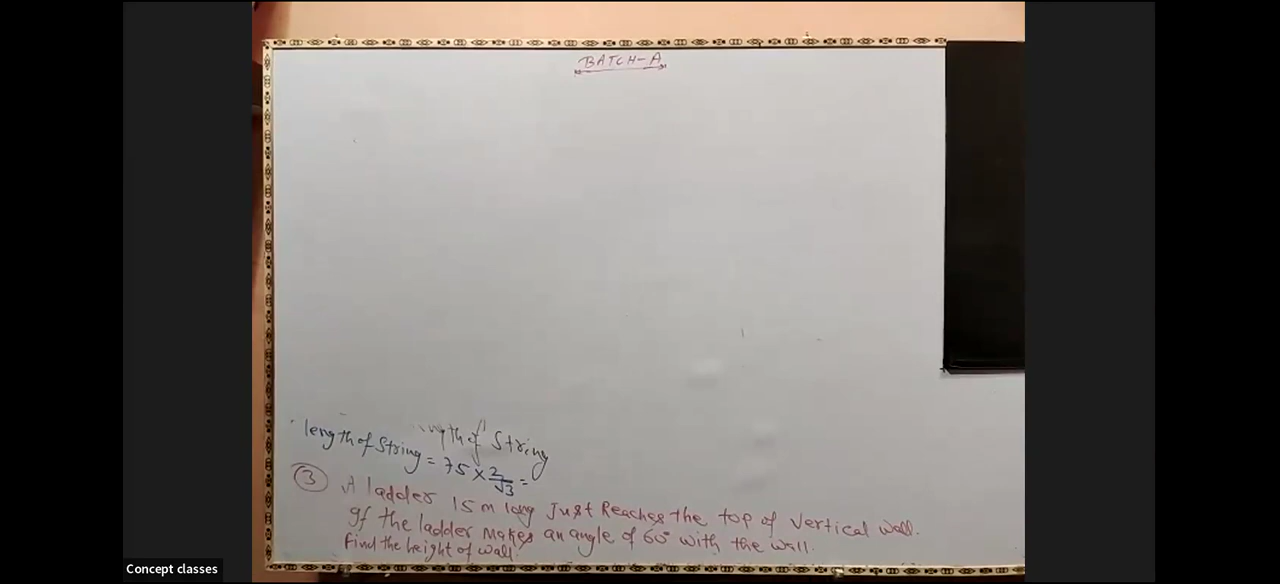 BATCH-A
ngth of String
length of String = 75 × 2/√3 =
③ A ladder 15 m long Just Reaches the top of Vertical wall.
If the ladder Makes an angle of 60° with the wall.
Find the height of wall.
Concept classes